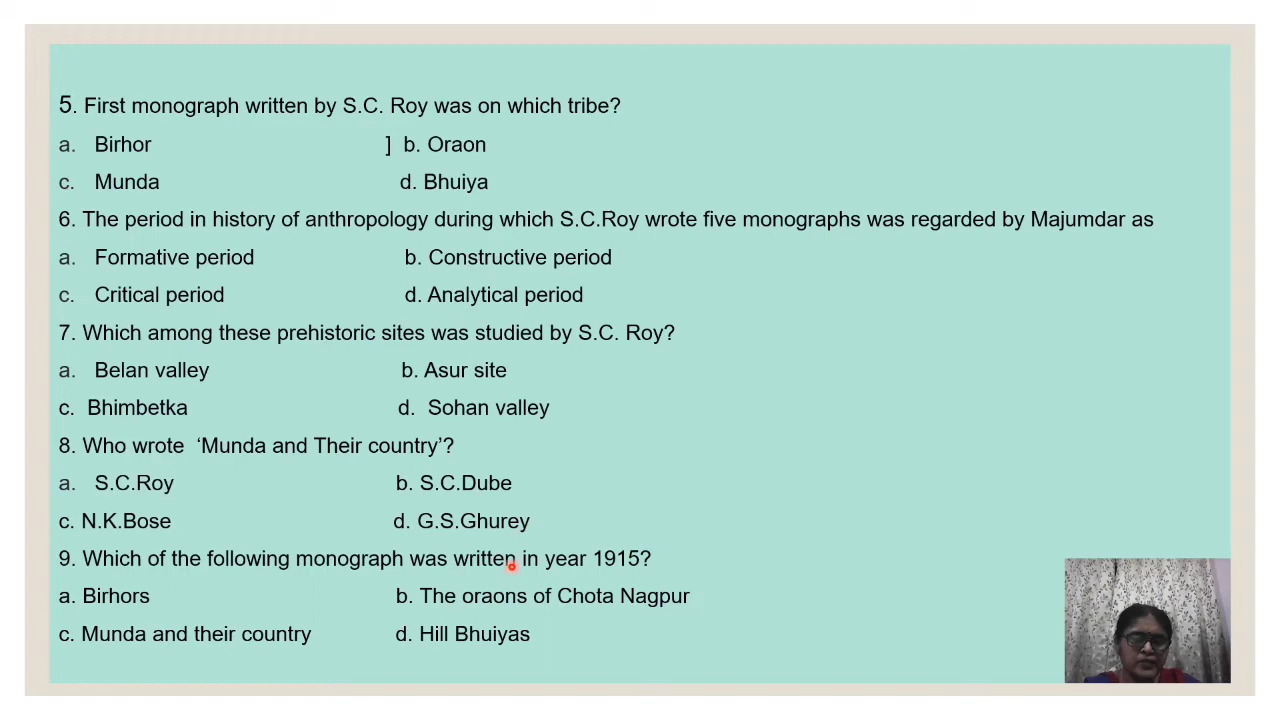 5. First monograph written by S.C. Roy was on which tribe?
a. Birhor ] b. Oraon
c. Munda d. Bhuiya
6. The period in history of anthropology during which S.C.Roy wrote five monographs was regarded by Majumdar as
a. Formative period b. Constructive period
c. Critical period d. Analytical period
7. Which among these prehistoric sites was studied by S.C. Roy?
a. Belan valley b. Asur site
c. Bhimbetka d. Sohan valley
8. Who wrote ‘Munda and Their country’?
a. S.C.Roy b. S.C.Dube
c. N.K.Bose d. G.S.Ghurey
9. Which of the following monograph was written in year 1915?
a. Birhors b. The oraons of Chota Nagpur
c. Munda and their country d. Hill Bhuiyas